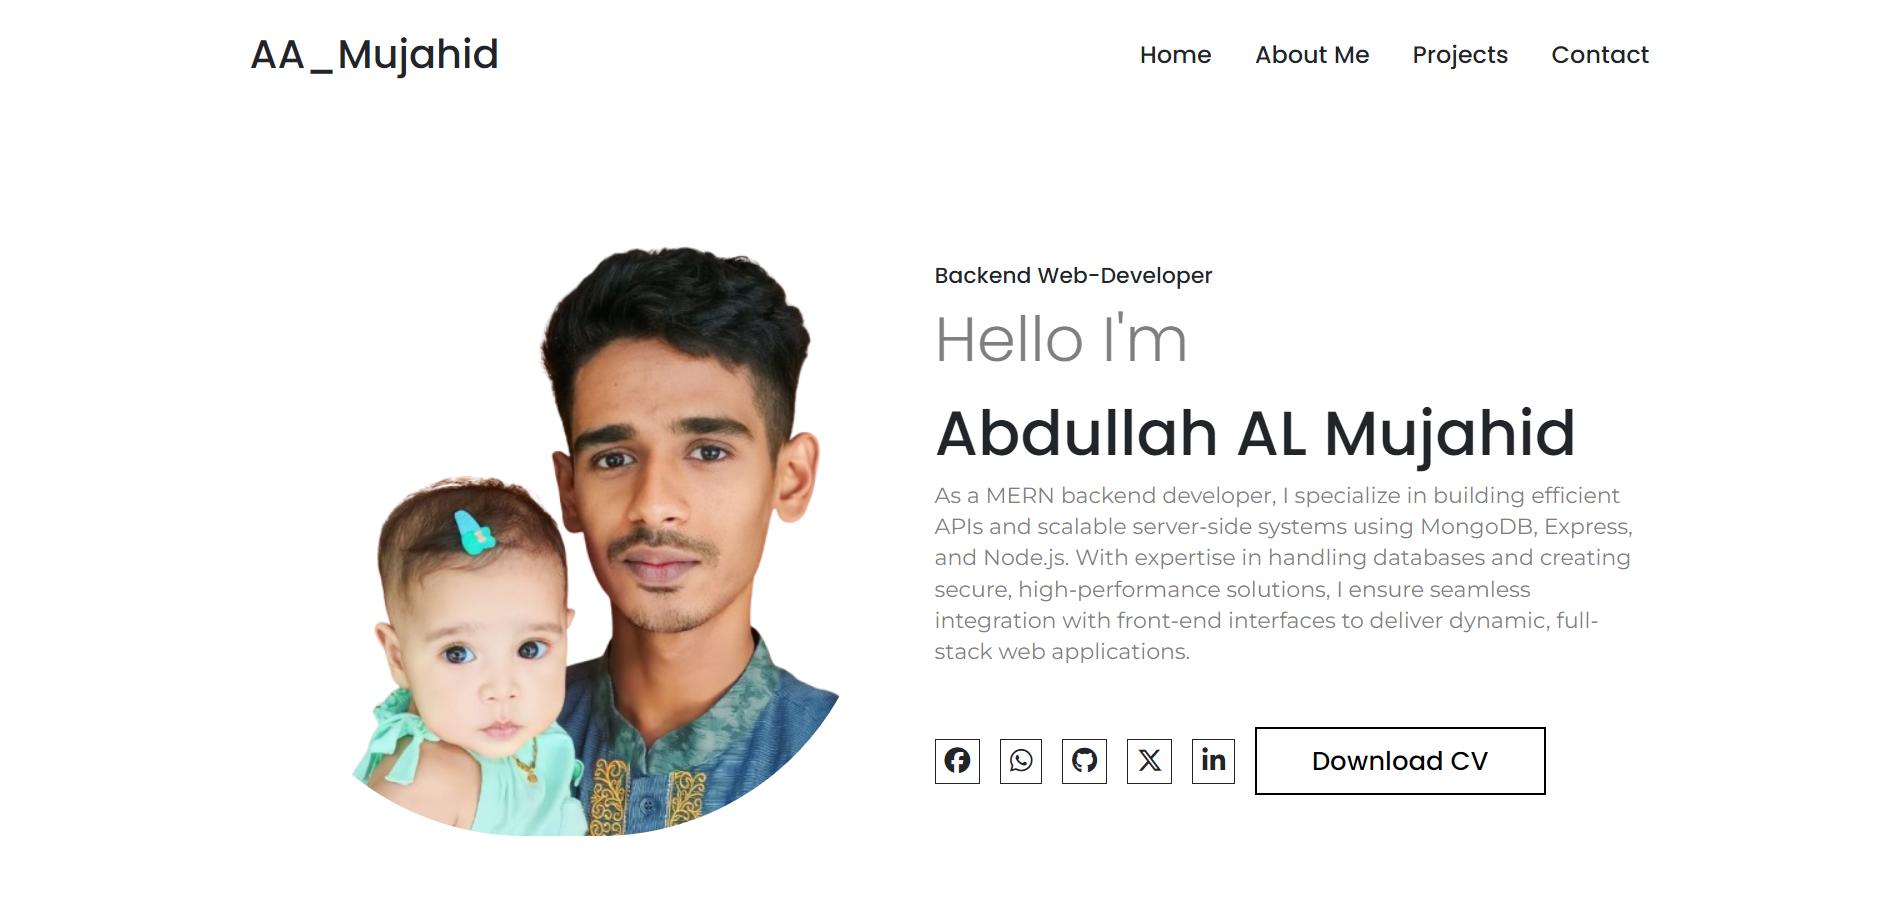 AA_Mujahid
Home About Me Projects Contact
Backend Web-Developer
Hello I'm
Abdullah AL Mujahid
As a MERN backend developer, I specialize in building efficient
APIs and scalable server-side systems using MongoDB, Express,
and Node.js. With expertise in handling databases and creating
secure, high-performance solutions, I ensure seamless
integration with front-end interfaces to deliver dynamic, full-
stack web applications.
Download CV